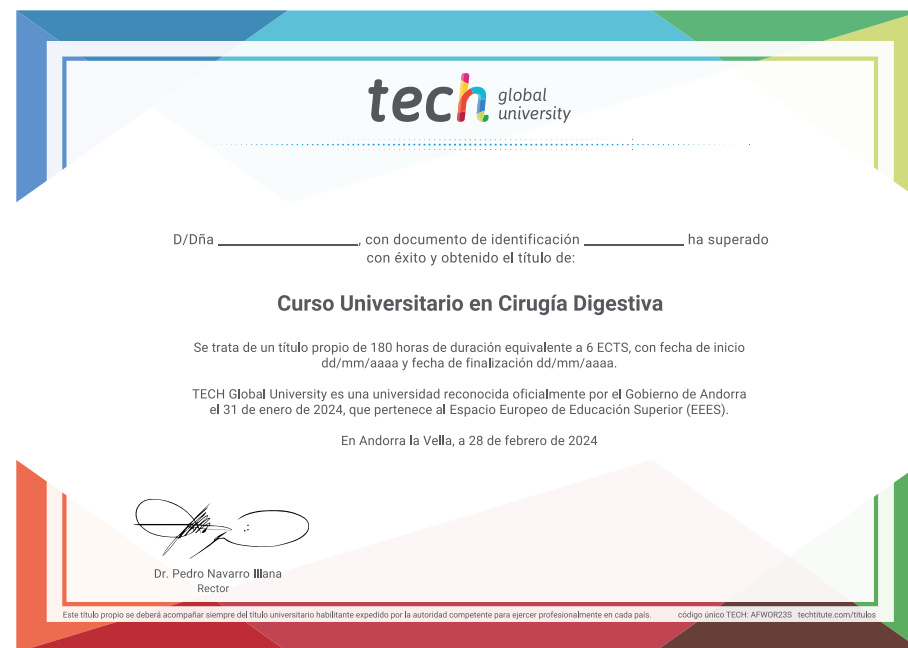 tech global university
D/Dña ____________________, con documento de identificación ______________ ha superado
con éxito y obtenido el título de:
Curso Universitario en Cirugía Digestiva
Se trata de un título propio de 180 horas de duración equivalente a 6 ECTS, con fecha de inicio
dd/mm/aaaa y fecha de finalización dd/mm/aaaa.
TECH Global University es una universidad reconocida oficialmente por el Gobierno de Andorra
el 31 de enero de 2024, que pertenece al Espacio Europeo de Educación Superior (EEES).
En Andorra la Vella, a 28 de febrero de 2024
Dr. Pedro Navarro Illana
Rector
Este título propio se deberá acompañar siempre del título universitario habilitante expedido por la autoridad competente para ejercer profesionalmente en cada país. código único TECH: AFWOR23S techtitute.com/titulos